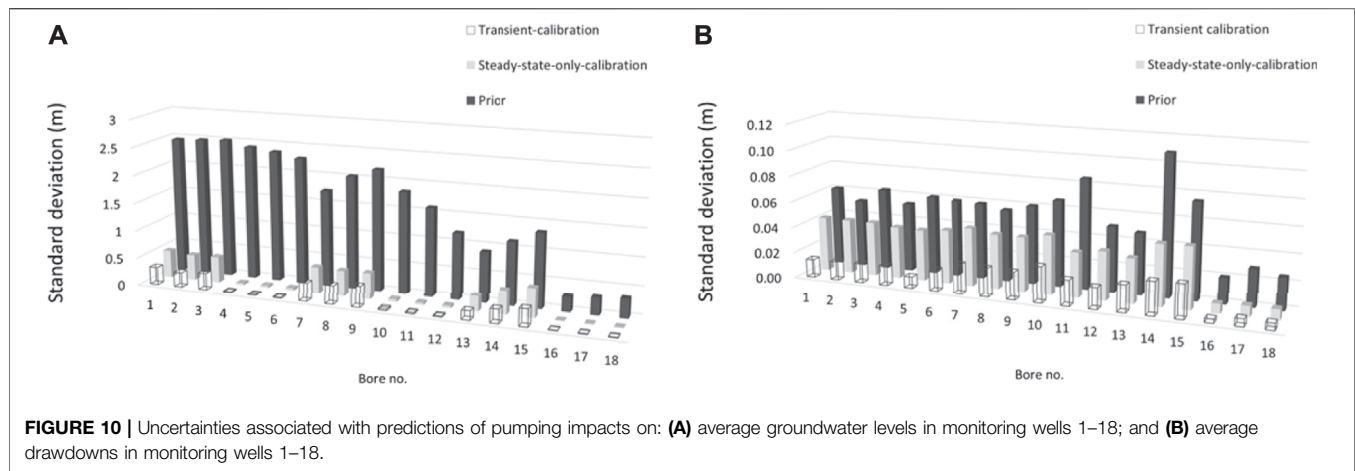 A
Transient-calibration
Steady-state-only-calibration
Prior
Standard deviation (m)
3
2.5
2
1.5
1
0.5
0
1 2 3 4 5 6 7 8 9 10 11 12 13 14 15 16 17 18
Bore no.
B
Transient calibration
Steady-state-only-calibration
Prior
Standard deviation (m)
0.12
0.10
0.08
0.06
0.04
0.02
0.00
1 2 3 4 5 6 7 8 9 10 11 12 13 14 15 16 17 18
Bore no.
FIGURE 10 | Uncertainties associated with predictions of pumping impacts on: (A) average groundwater levels in monitoring wells 1–18; and (B) average
drawdowns in monitoring wells 1–18.